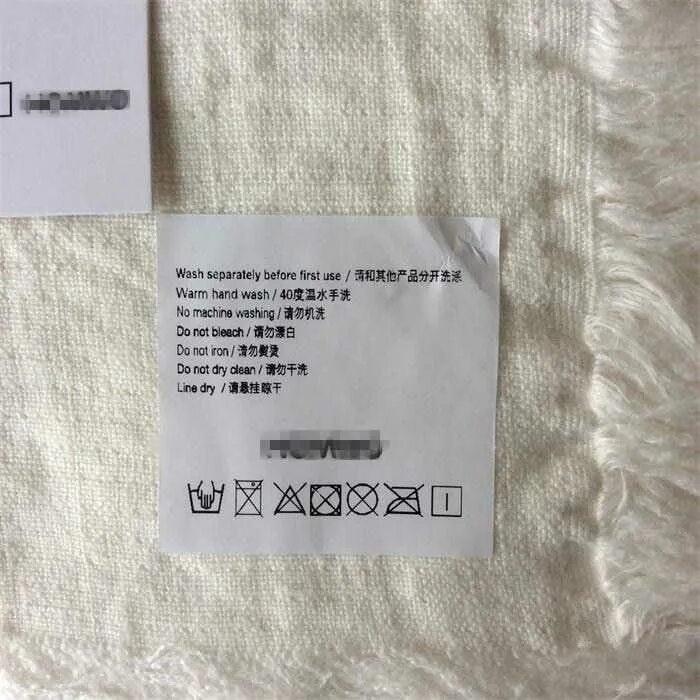 Wash separately before first use / 请和其他产品分开洗涤
Warm hand wash / 40度温水手洗
No machine washing / 请勿机洗
Do not bleach / 请勿漂白
Do not iron / 请勿熨烫
Do not dry clean / 请勿干洗
Line dry / 请悬挂晾干